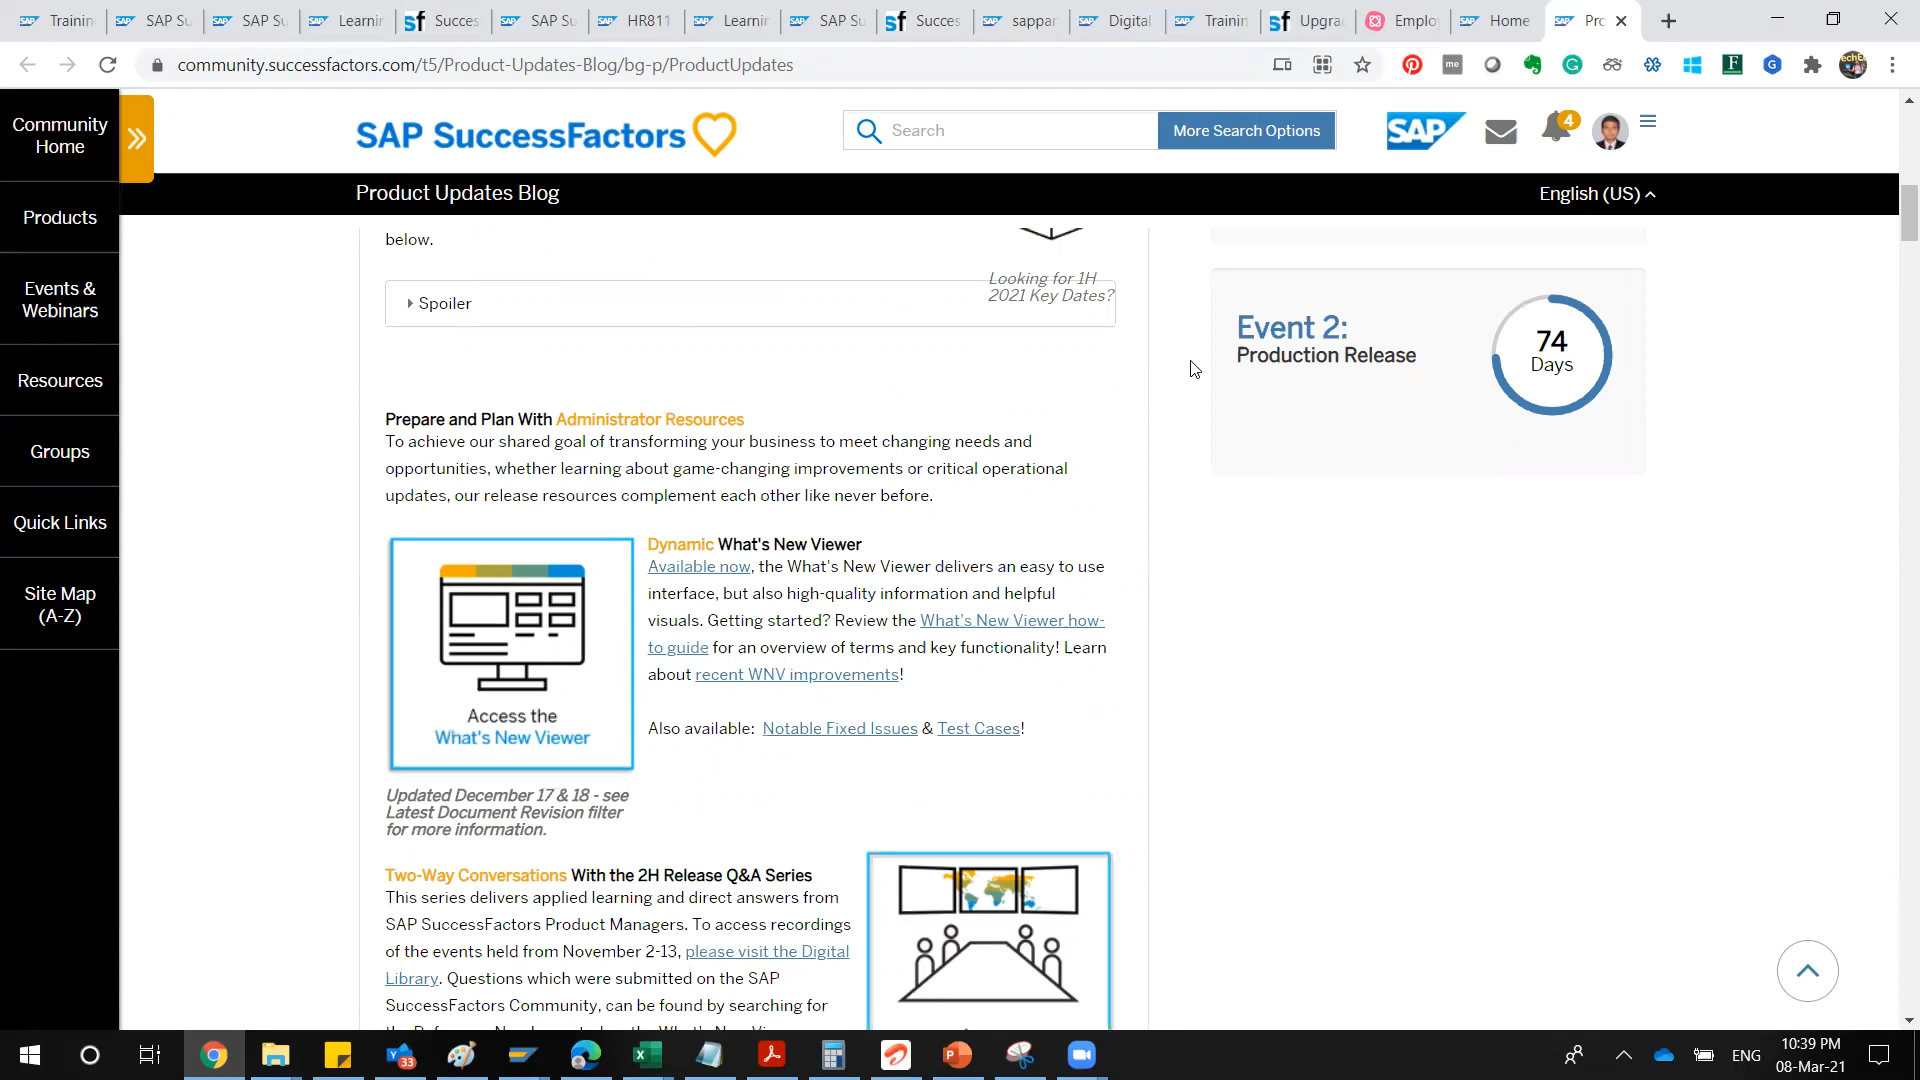 Trainin
SAP Su
SAP Su
Learnin
Succes
SAP Su
HR811
Learnin
SAP Su
Succes
sappar
Digital
Trainin
Upgra
Emplo
Home
Pro
community.successfactors.com/t5/Product-Updates-Blog/bg-p/ProductUpdates
Community
Home
Products
Events &
Webinars
Resources
Groups
Quick Links
Site Map
(A-Z)
SAP SuccessFactors
Search
More Search Options
SAP
4
Product Updates Blog
English (US)
below.
Looking for 1H
2021 Key Dates?
Spoiler
Event 2:
Production Release
74
Days
Prepare and Plan With Administrator Resources
To achieve our shared goal of transforming your business to meet changing needs and
opportunities, whether learning about game-changing improvements or critical operational
updates, our release resources complement each other like never before.
Access the
What's New Viewer
Dynamic What's New Viewer
Available now, the What's New Viewer delivers an easy to use
interface, but also high-quality information and helpful
visuals. Getting started? Review the What's New Viewer how-
to guide for an overview of terms and key functionality! Learn
about recent WNV improvements!
Also available: Notable Fixed Issues & Test Cases!
Updated December 17 & 18 - see
Latest Document Revision filter
for more information.
Two-Way Conversations With the 2H Release Q&A Series
This series delivers applied learning and direct answers from
SAP SuccessFactors Product Managers. To access recordings
of the events held from November 2-13, please visit the Digital
Library. Questions which were submitted on the SAP
SuccessFactors Community, can be found by searching for
33
ENG
10:39 PM
08-Mar-21